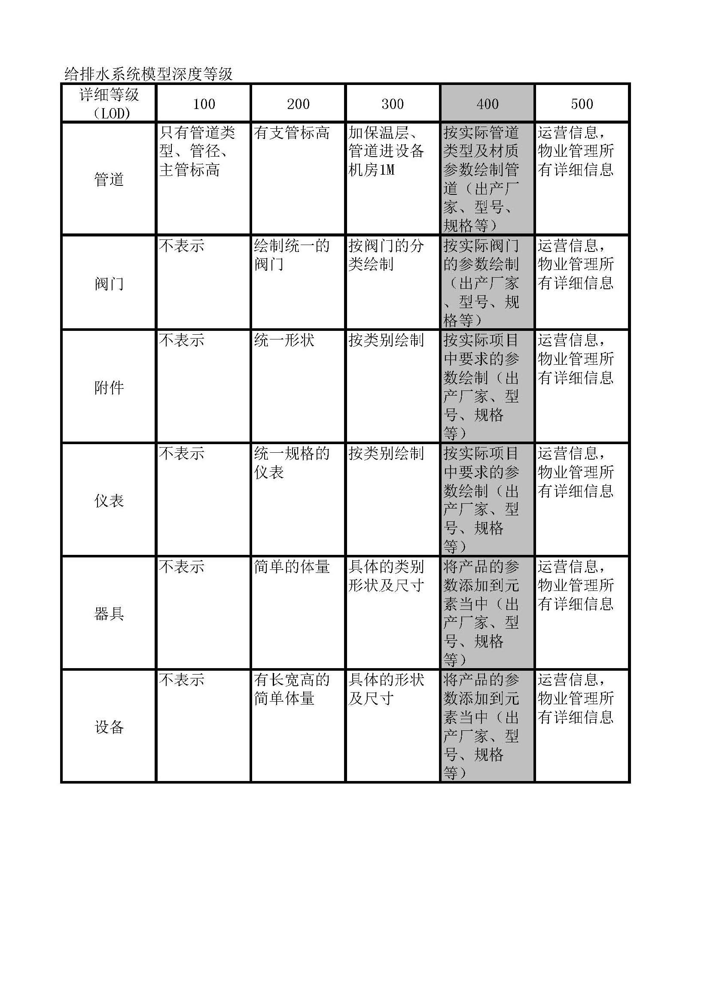 给排水系统模型深度等级
详细等级
（LOD）
100
200
300
400
500
管道
只有管道类
型、管径、
主管标高
有支管标高
加保温层、
管道进设备
机房1M
按实际管道
类型及材质
参数绘制管
道（出产厂
家、型号、
规格等）
运营信息，
物业管理所
有详细信息
阀门
不表示
绘制统一的
阀门
按阀门的分
类绘制
按实际阀门
的参数绘制
（出产厂家
、型号、规
格等）
运营信息，
物业管理所
有详细信息
附件
不表示
统一形状
按类别绘制
按实际项目
中要求的参
数绘制（出
产厂家、型
号、规格
等）
运营信息，
物业管理所
有详细信息
仪表
不表示
统一规格的
仪表
按类别绘制
按实际项目
中要求的参
数绘制（出
产厂家、型
号、规格
等）
运营信息，
物业管理所
有详细信息
器具
不表示
简单的体量
具体的类别
形状及尺寸
将产品的参
数添加到元
素当中（出
产厂家、型
号、规格
等）
运营信息，
物业管理所
有详细信息
设备
不表示
有长宽高的
简单体量
具体的形状
及尺寸
将产品的参
数添加到元
素当中（出
产厂家、型
号、规格
等）
运营信息，
物业管理所
有详细信息